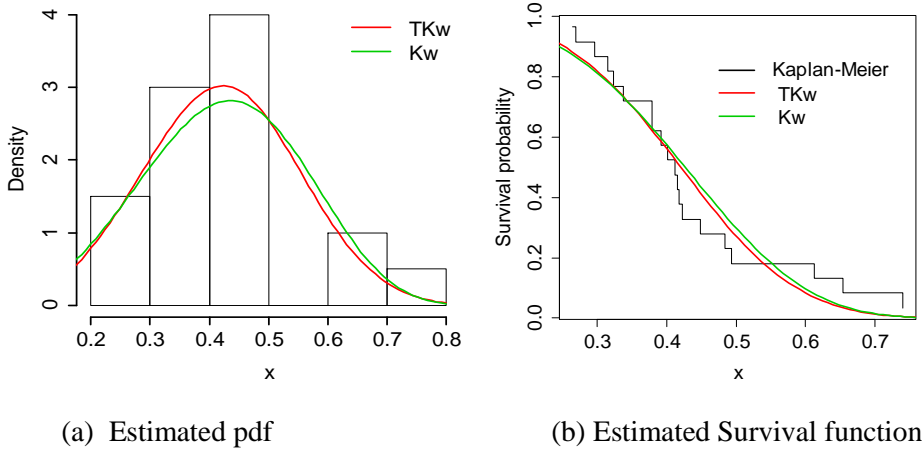 TKw
Kw
Density
0 1 2 3 4
0.2 0.3 0.4 0.5 0.6 0.7 0.8
x
(a) Estimated pdf
Kaplan-Meier
TKw
Kw
Survival probability
0.0 0.2 0.4 0.6 0.8 1.0
0.3 0.4 0.5 0.6 0.7
x
(b) Estimated Survival function